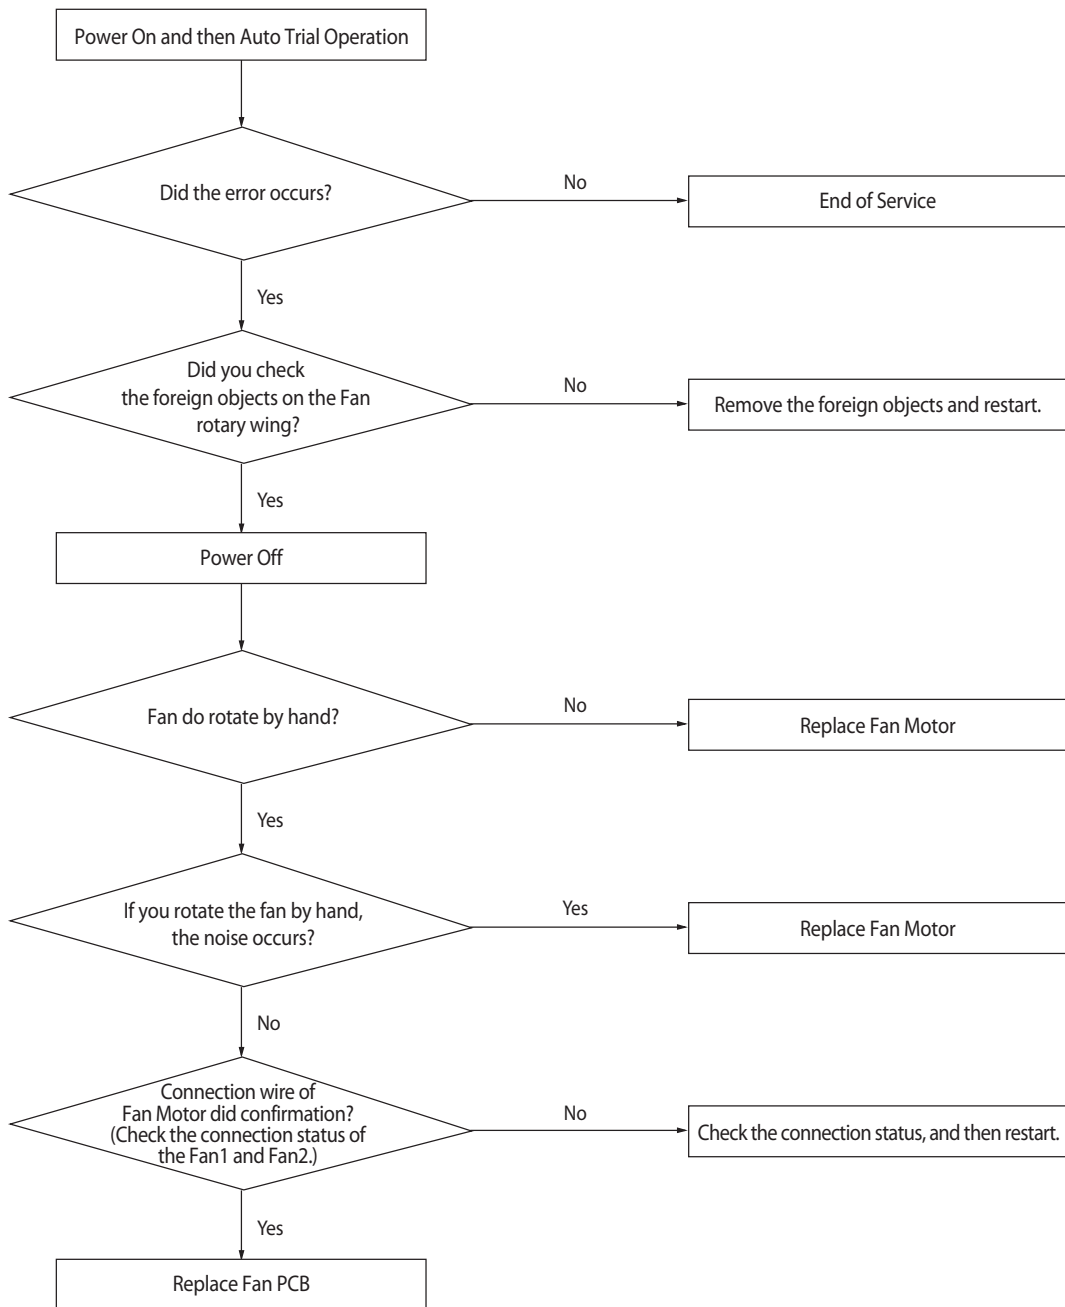 Power On and then Auto Trial Operation
Did the error occurs?
No
End of Service
Yes
Did you check
the foreign objects on the Fan
rotary wing?
No
Remove the foreign objects and restart.
Yes
Power Off
Fan do rotate by hand?
No
Replace Fan Motor
Yes
If you rotate the fan by hand,
the noise occurs?
Yes
Replace Fan Motor
No
Connection wire of
Fan Motor did confirmation?
(Check the connection status of
the Fan1 and Fan2.)
No
Check the connection status, and then restart.
Yes
Replace Fan PCB